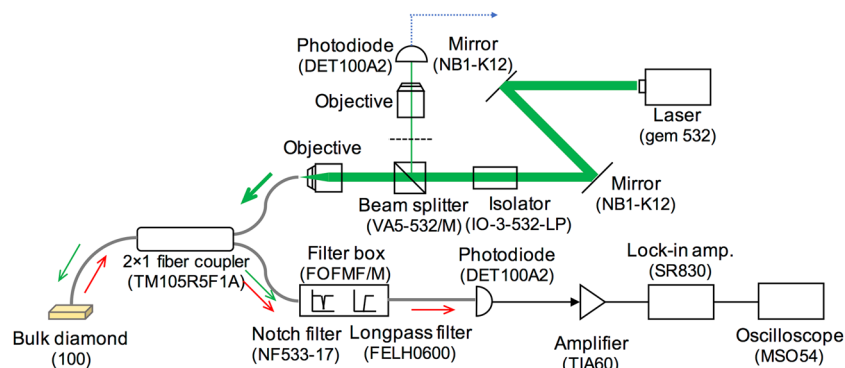 Photodiode
(DET100A2)
Mirror
(NB1-K12)
Objective
Laser
(gem 532)
Objective
Beam splitter
(VA5-532/M)
Isolator
(IO-3-532-LP)
Mirror
(NB1-K12)
2×1 fiber coupler
(TM105R5F1A)
Filter box
(FOFMF/M)
Photodiode
(DET100A2)
Lock-in amp.
(SR830)
Bulk diamond
(100)
Notch filter
(NF533-17)
Longpass filter
(FELH0600)
Amplifier
(TIA60)
Oscilloscope
(MSO54)